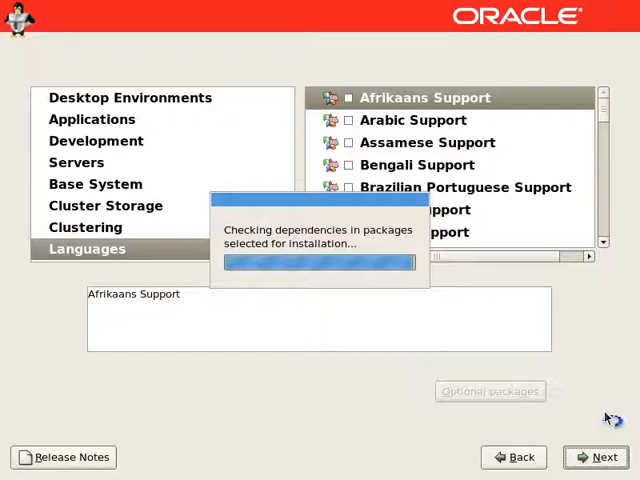 ORACLE
Desktop Environments
Applications
Development
Servers
Base System
Cluster Storage
Clustering
Languages
Afrikaans Support
Arabic Support
Assamese Support
Bengali Support
Brazilian Portuguese Support
upport
pport
Checking dependencies in packages
selected for installation...
Afrikaans Support
Optional packages
Release Notes
Back
Next